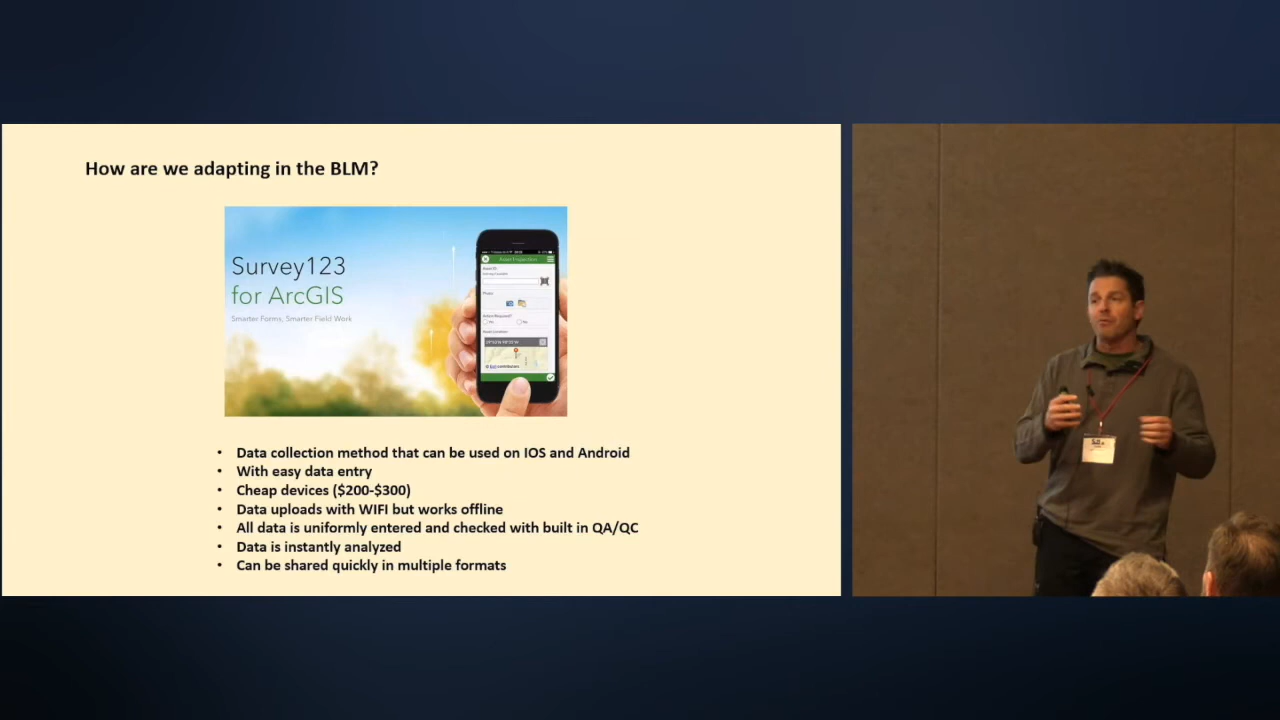 How are we adapting in the BLM?
Survey123
for ArcGIS
Smarter Forms, Smarter Field Work
• Data collection method that can be used on IOS and Android
• With easy data entry
• Cheap devices ($200-$300)
• Data uploads with WIFI but works offline
• All data is uniformly entered and checked with built in QA/QC
• Data is instantly analyzed
• Can be shared quickly in multiple formats